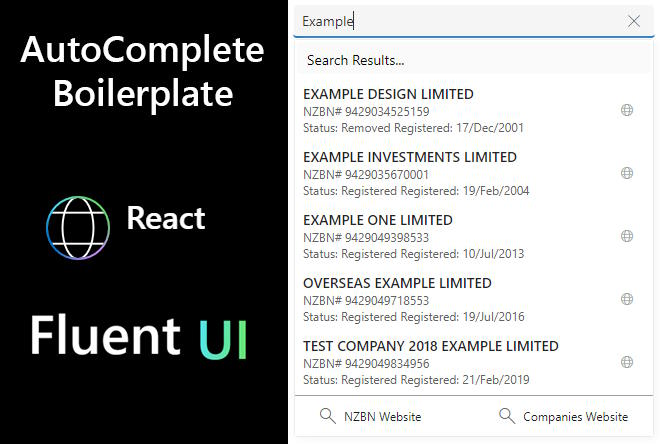 AutoComplete
Boilerplate
React
Fluent UI
Example
Search Results...
EXAMPLE DESIGN LIMITED
NZBN# 9429034525159
Status: Removed Registered: 17/Dec/2001
EXAMPLE INVESTMENTS LIMITED
NZBN# 9429035670001
Status: Registered Registered: 19/Feb/2004
EXAMPLE ONE LIMITED
NZBN# 9429049398533
Status: Registered Registered: 10/Jul/2013
OVERSEAS EXAMPLE LIMITED
NZBN# 9429049718553
Status: Registered Registered: 19/Jul/2016
TEST COMPANY 2018 EXAMPLE LIMITED
NZBN# 9429049834956
Status: Registered Registered: 21/Feb/2019
NZBN Website
Companies Website